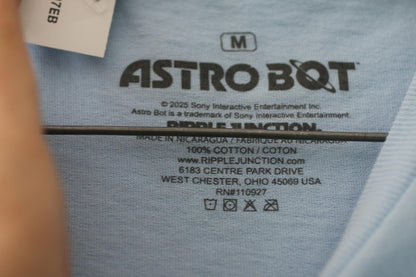 7EB
M
ASTRO BOT
© 2025 Sony Interactive Entertainment Inc.
Astro Bot is a trademark of Sony Interactive Entertainment.
RIPPLE JUNCTION
MADE IN NICARAGUA / FABRIQUÉ AU NICARAGUA
100% COTTON / COTON
www.RIPPLEJUNCTION.com
6183 CENTRE PARK DRIVE
WEST CHESTER, OHIO 45069 USA
RN#110927